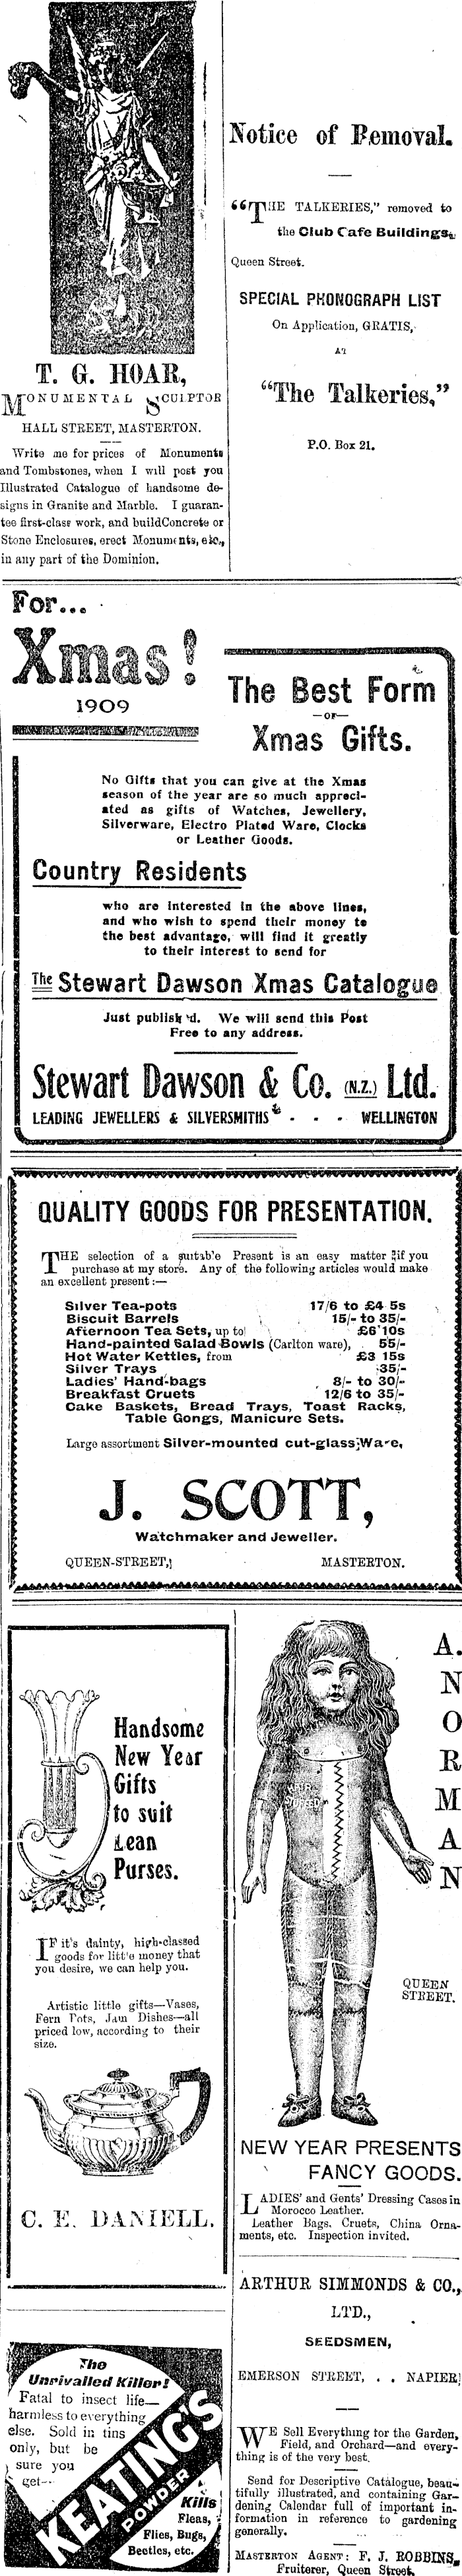 T. G. HOAR,
MONUMENTAL SCULPTOR
HALL STREET, MASTERTON.
Write me for prices of Monuments
and Tombstones, when I will post you
Illustrated Catalogue of handsome de-
signs in Granite and Marble. I guaran-
tee first-class work, and buildConcrete or
Stone Enclosures, erect Monuments, etc.,
in any part of the Dominion.
Notice of Removal.
"THE TALKERIES," removed to
the Club Cafe Buildings,
Queen Street.
SPECIAL PHONOGRAPH LIST
On Application, GRATIS,
AT
"The Talkeries,"
P.O. Box 21.
For...
Xmas!
1909
The Best Form
—OF—
Xmas Gifts.
No Gifts that you can give at the Xmas
season of the year are so much appreci-
ated as gifts of Watches, Jewellery,
Silverware, Electro Plated Ware, Clocks
or Leather Goods.
Country Residents
who are interested in the above lines,
and who wish to spend their money to
the best advantage, will find it greatly
to their interest to send for
The Stewart Dawson Xmas Catalogue
Just publish'd. We will send this Post
Free to any address.
Stewart Dawson & Co. (N.Z.) Ltd.
LEADING JEWELLERS & SILVERSMITHS - - - WELLINGTON
QUALITY GOODS FOR PRESENTATION.
THE selection of a suitab'e Present is an easy matter if you
purchase at my store. Any of the following articles would make
an excellent present:—
Silver Tea-pots 17/6 to £4 5s
Biscuit Barrels 15/- to 35/-
Afternoon Tea Sets, up to £6 10s
Hand-painted Salad Bowls (Carlton ware), 55/-
Hot Water Kettles, from £3 15s
Silver Trays 35/-
Ladies' Hand-bags 8/- to 30/-
Breakfast Cruets 12/6 to 35/-
Cake Baskets, Bread Trays, Toast Racks,
Table Gongs, Manicure Sets.
Large assortment Silver-mounted cut-glass Ware,
J. SCOTT,
Watchmaker and Jeweller.
QUEEN-STREET, MASTERTON.
Handsome
New Year
Gifts
to suit
Lean
Purses.
IF it's dainty, high-classed
goods for litt'e money that
you desire, we can help you.
Artistic little gifts—Vases,
Fern Pots, Jam Dishes—all
priced low, according to their
size.
C. E. DANIELL.
The
Unrivalled Killer!
Fatal to insect life—
harmless to everything
else. Sold in tins
only, but be
sure you
get--
KEATING'S
POWDER
Kills
Fleas,
Flies, Bugs,
Beetles, etc.
A. NORMAN
HAIR
STUFFED
QUEEN
STREET.
NEW YEAR PRESENTS
FANCY GOODS.
LADIES' and Gents' Dressing Cases in
Morocco Leather.
Leather Bags. Cruets, China Orna-
ments, etc. Inspection invited.
ARTHUR SIMMONDS & CO.,
LTD.,
SEEDSMEN,
EMERSON STREET, . . NAPIER
WE Sell Everything for the Garden,
Field, and Orchard—and every-
thing is of the very best.
Send for Descriptive Catalogue, beau-
tifully illustrated, and containing Gar-
dening Calendar full of important in-
formation in reference to gardening
generally.
MASTERTON AGENT: F. J. ROBBINS,
Fruiterer, Queen Street.